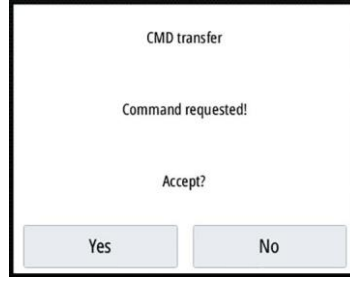 CMD transfer
Command requested!
Accept?
Yes
No